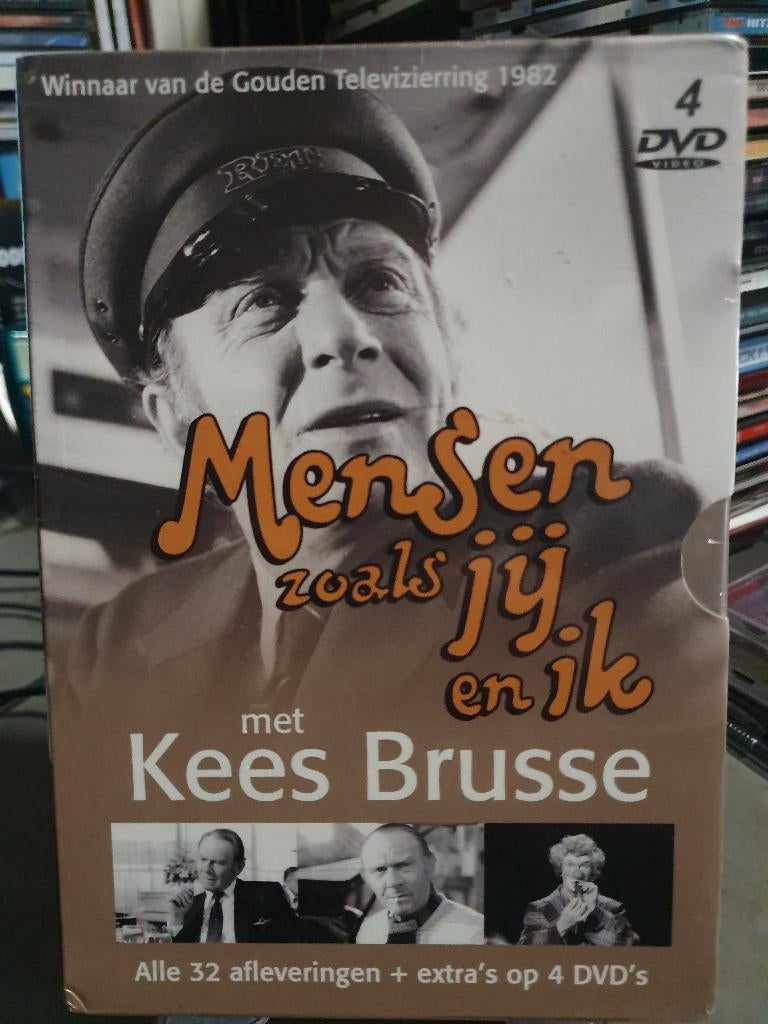 Winnaar van de Gouden Televizierring 1982
4
DVD
VIDEO
Mensen
zoals jij
en ik
met
Kees Brusse
Alle 32 afleveringen + extra's op 4 DVD's